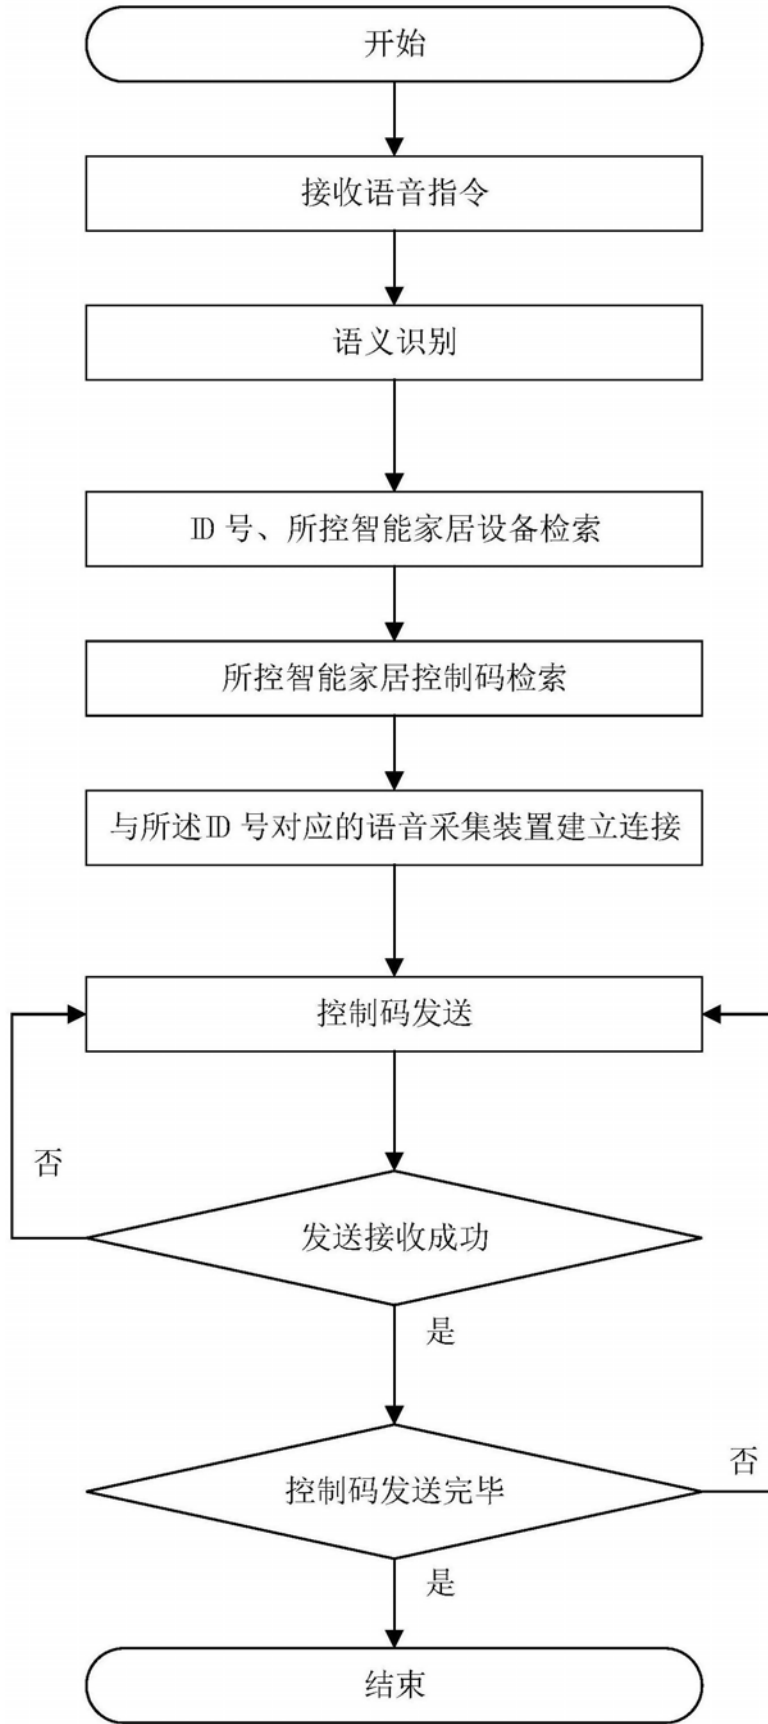 开始
接收语音指令
语义识别
ID 号、所控智能家居设备检索
所控智能家居控制码检索
与所述ID 号对应的语音采集装置建立连接
控制码发送
否
发送接收成功
是
否
控制码发送完毕
是
结束